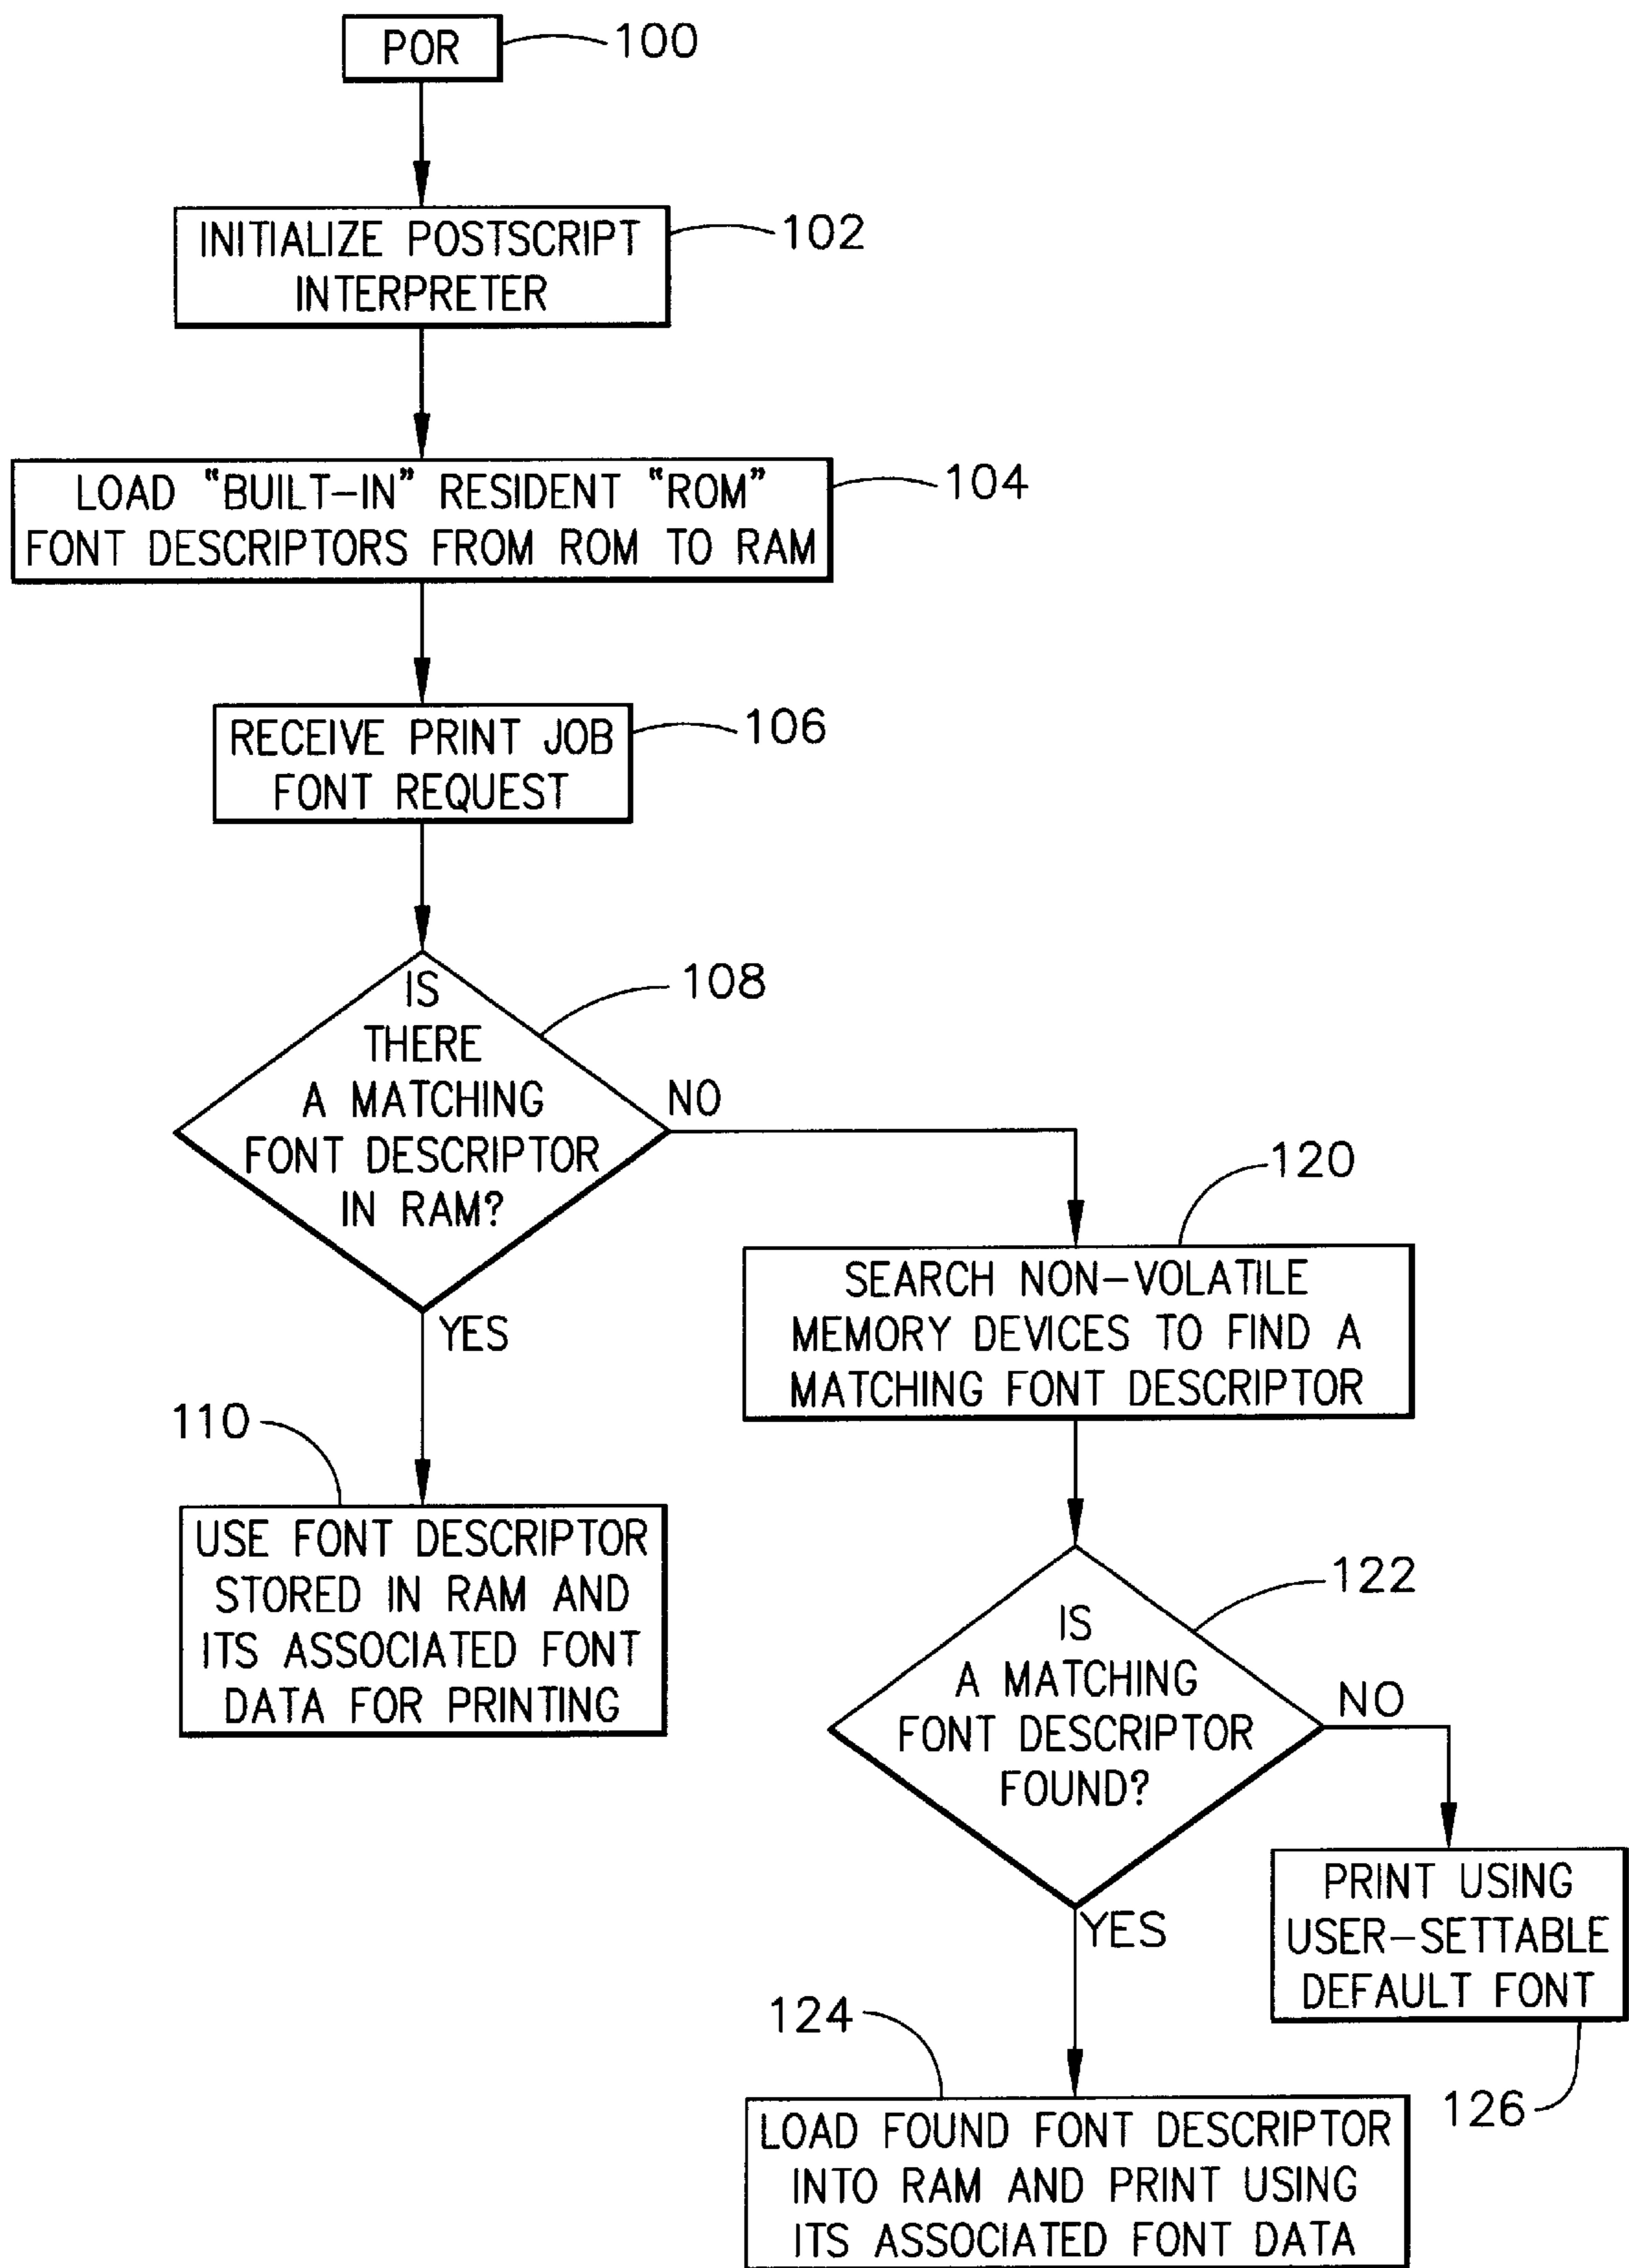 POR
100
INITIALIZE POSTSCRIPT
INTERPRETER
102
LOAD "BUILT-IN" RESIDENT "ROM"
FONT DESCRIPTORS FROM ROM TO RAM
104
RECEIVE PRINT JOB
FONT REQUEST
106
IS
THERE
A MATCHING
FONT DESCRIPTOR
IN RAM?
108
NO
YES
110
USE FONT DESCRIPTOR
STORED IN RAM AND
ITS ASSOCIATED FONT
DATA FOR PRINTING
120
SEARCH NON-VOLATILE
MEMORY DEVICES TO FIND A
MATCHING FONT DESCRIPTOR
IS
A MATCHING
FONT DESCRIPTOR
FOUND?
122
NO
YES
PRINT USING
USER-SETTABLE
DEFAULT FONT
126
124
LOAD FOUND FONT DESCRIPTOR
INTO RAM AND PRINT USING
ITS ASSOCIATED FONT DATA